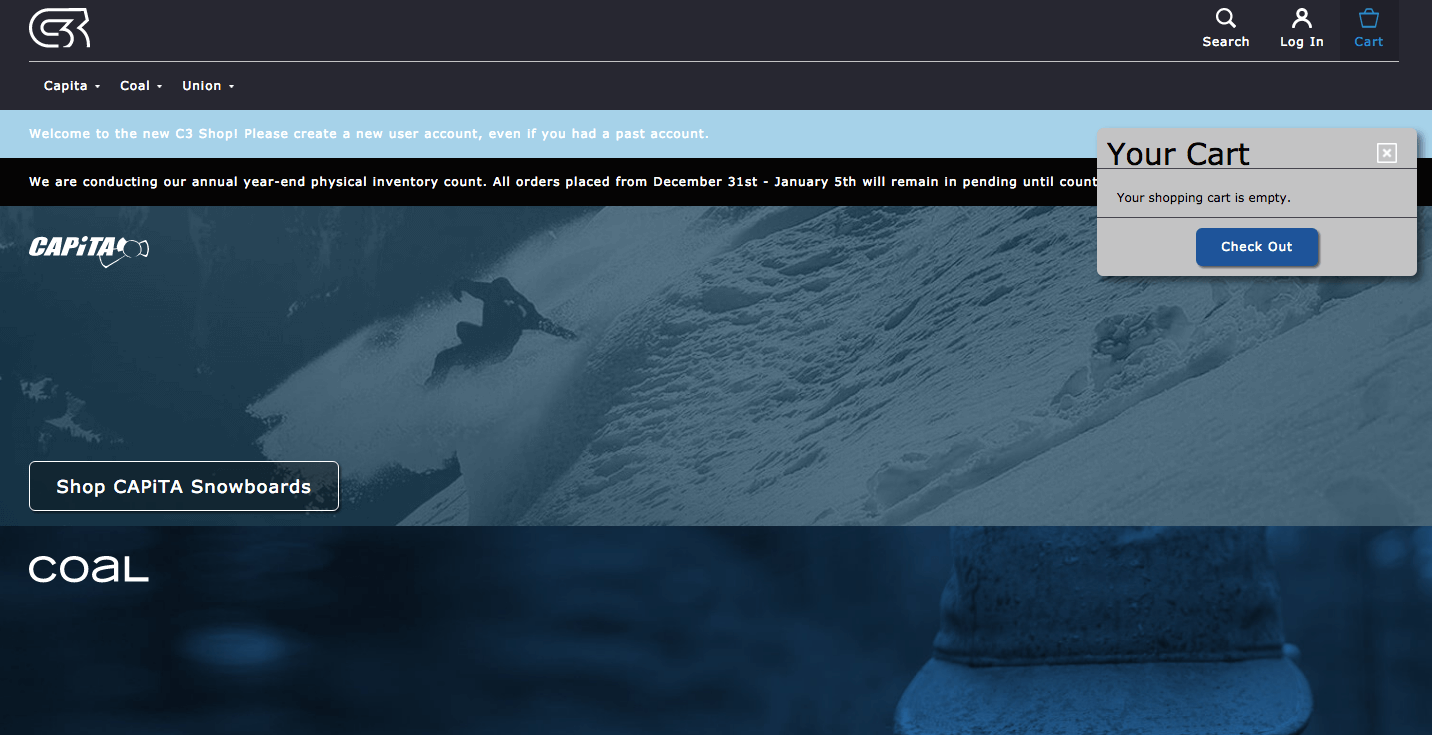 C3
Search
Log In
Cart
Capita
Coal
Union
Welcome to the new C3 Shop! Please create a new user account, even if you had a past account.
We are conducting our annual year-end physical inventory count. All orders placed from December 31st - January 5th will remain in pending until count
Your Cart
Your shopping cart is empty.
Check Out
CAPiTA
Shop CAPiTA Snowboards
COAL